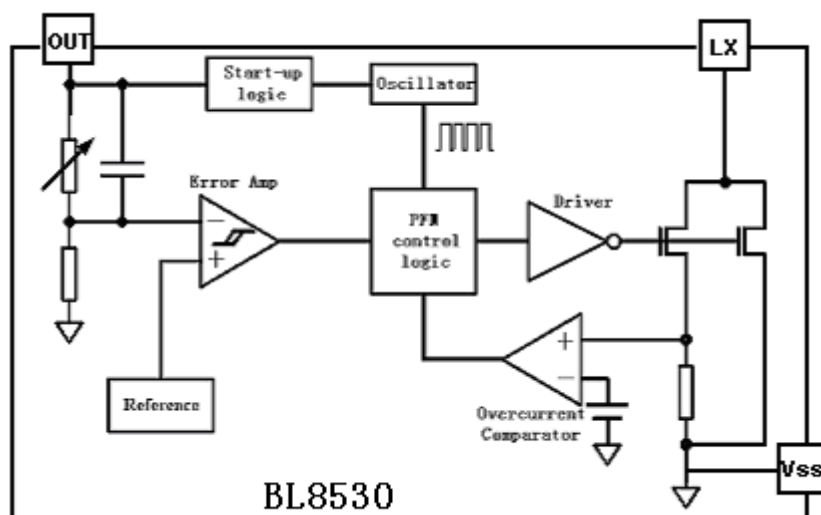 OUT
LX
Start-up
logic
Oscillator
Error Amp
PFM
control
logic
Driver
−
+
+
−
Reference
Overcurrent
Comparator
Vss
BL8530